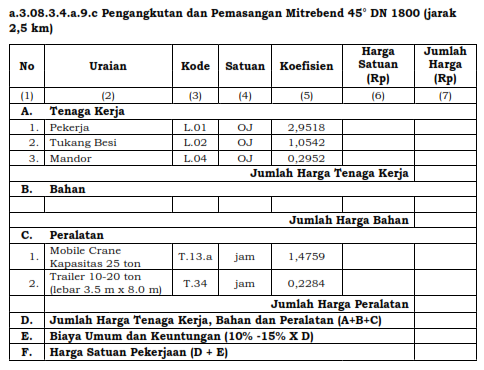 a.3.08.3.4.a.9.c Pengangkutan dan Pemasangan Mitrebend 45° DN 1800 (jarak
2,5 km)
No Uraian Kode Satuan Koefisien Harga Satuan (Rp) Jumlah Harga (Rp)
(1) (2) (3) (4) (5) (6) (7)
A. Tenaga Kerja
1. Pekerja L.01 OJ 2,9518
2. Tukang Besi L.02 OJ 1,0542
3. Mandor L.04 OJ 0,2952
Jumlah Harga Tenaga Kerja
B. Bahan
Jumlah Harga Bahan
C. Peralatan
1. Mobile Crane Kapasitas 25 ton T.13.a jam 1,4759
2. Trailer 10-20 ton (lebar 3.5 m x 8.0 m) T.34 jam 0,2284
Jumlah Harga Peralatan
D. Jumlah Harga Tenaga Kerja, Bahan dan Peralatan (A+B+C)
E. Biaya Umum dan Keuntungan (10% -15% X D)
F. Harga Satuan Pekerjaan (D + E)